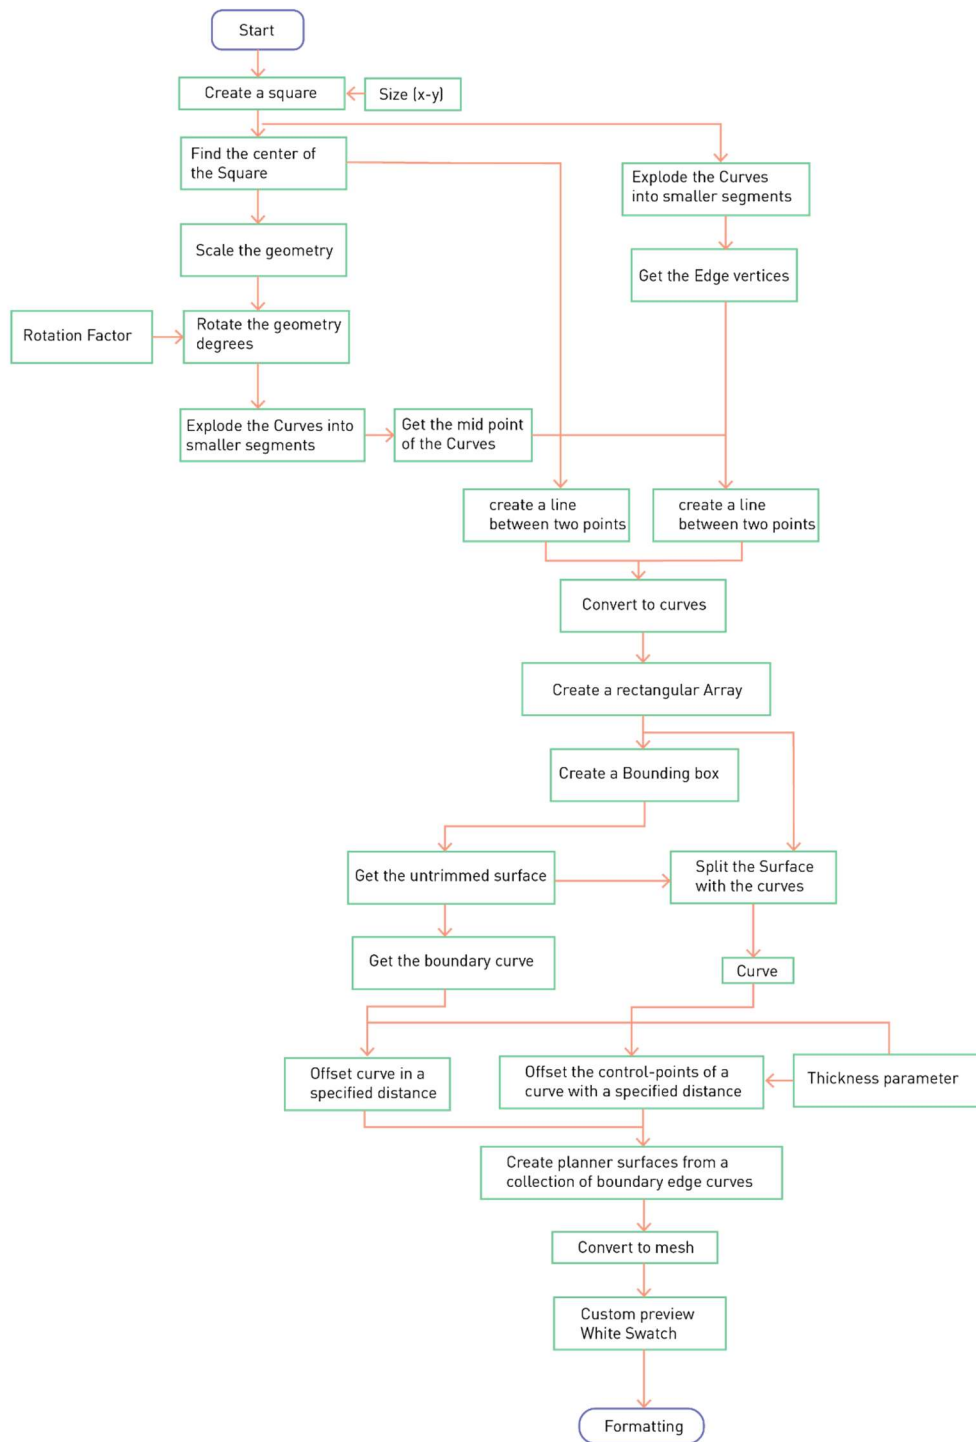 Start
Create a square
Size (x-y)
Find the center of
the Square
Explode the Curves
into smaller segments
Scale the geometry
Get the Edge vertices
Rotation Factor
Rotate the geometry
degrees
Explode the Curves into
smaller segments
Get the mid point
of the Curves
create a line
between two points
create a line
between two points
Convert to curves
Create a rectangular Array
Create a Bounding box
Get the untrimmed surface
Split the Surface
with the curves
Get the boundary curve
Curve
Offset curve in a
specified distance
Offset the control-points of a
curve with a specified distance
Thickness parameter
Create planner surfaces from a
collection of boundary edge curves
Convert to mesh
Custom preview
White Swatch
Formatting